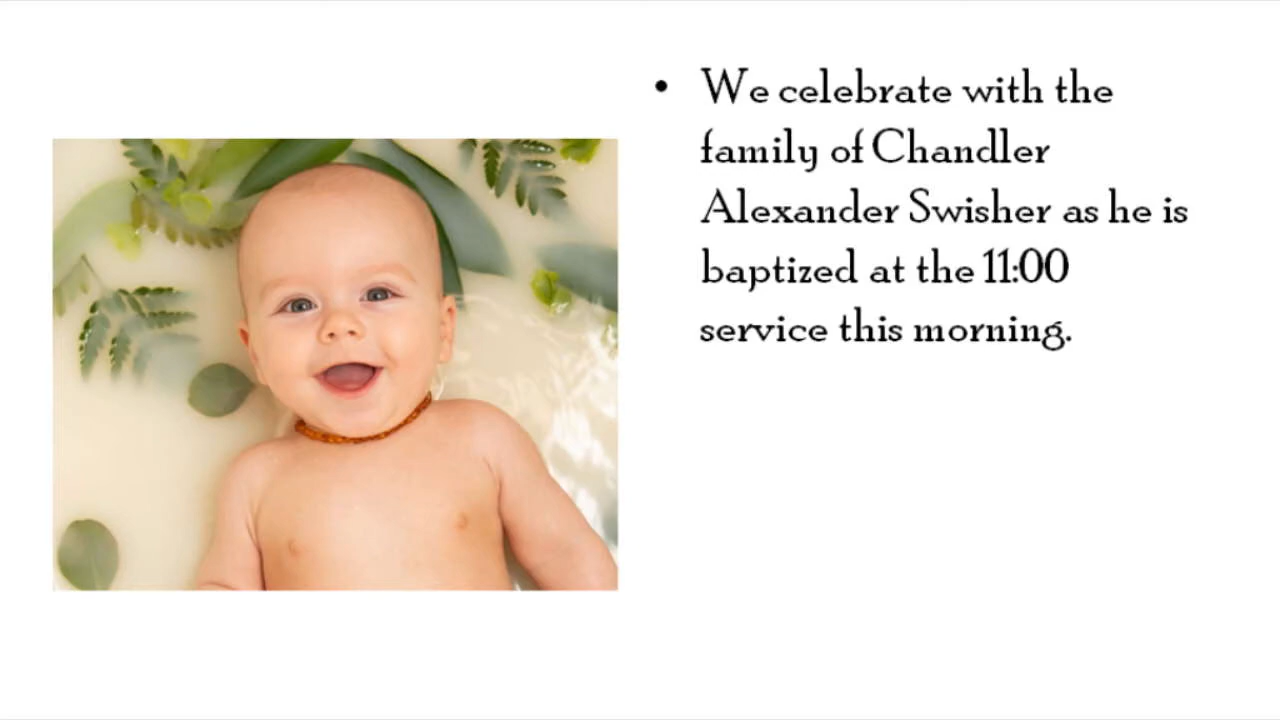 • We celebrate with the
family of Chandler
Alexander Swisher as he is
baptized at the 11:00
service this morning.